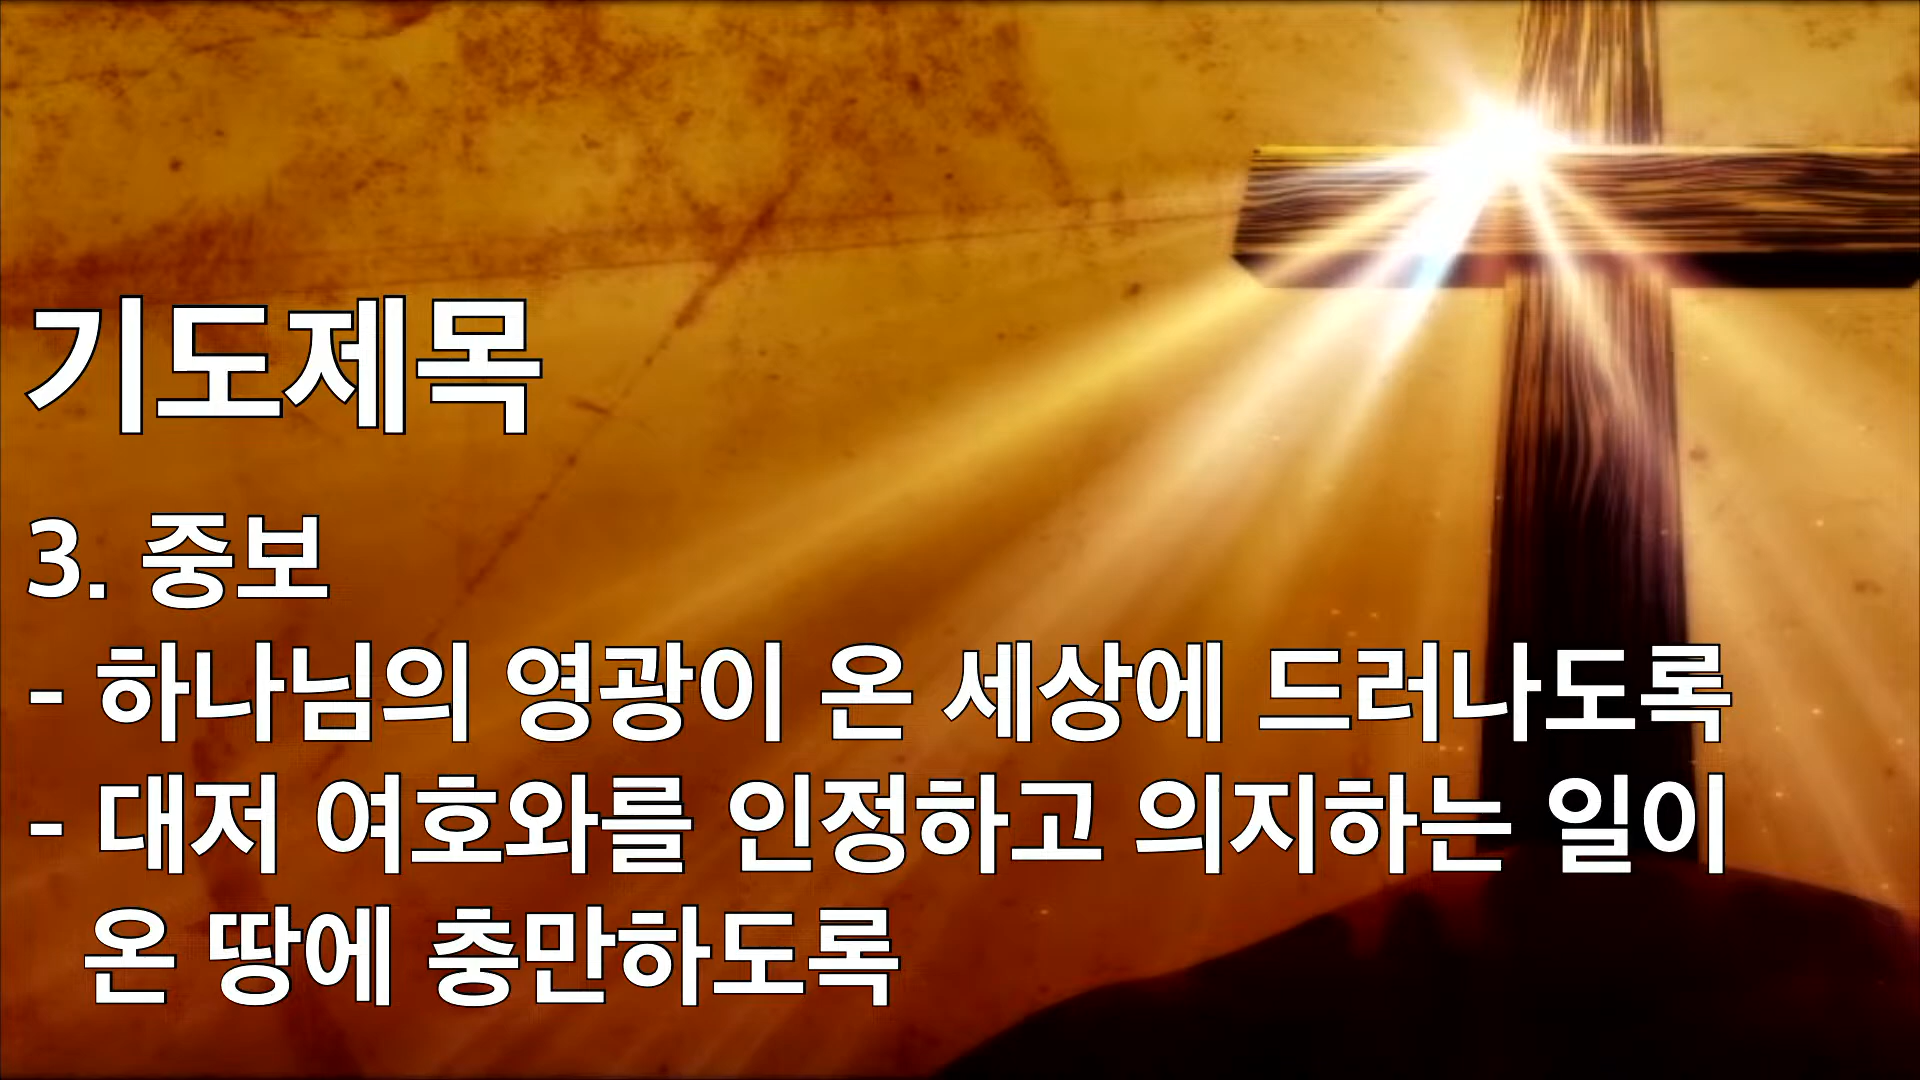 기도제목
3. 중보
- 하나님의 영광이 온 세상에 드러나도록
- 대저 여호와를 인정하고 의지하는 일이
온 땅에 충만하도록